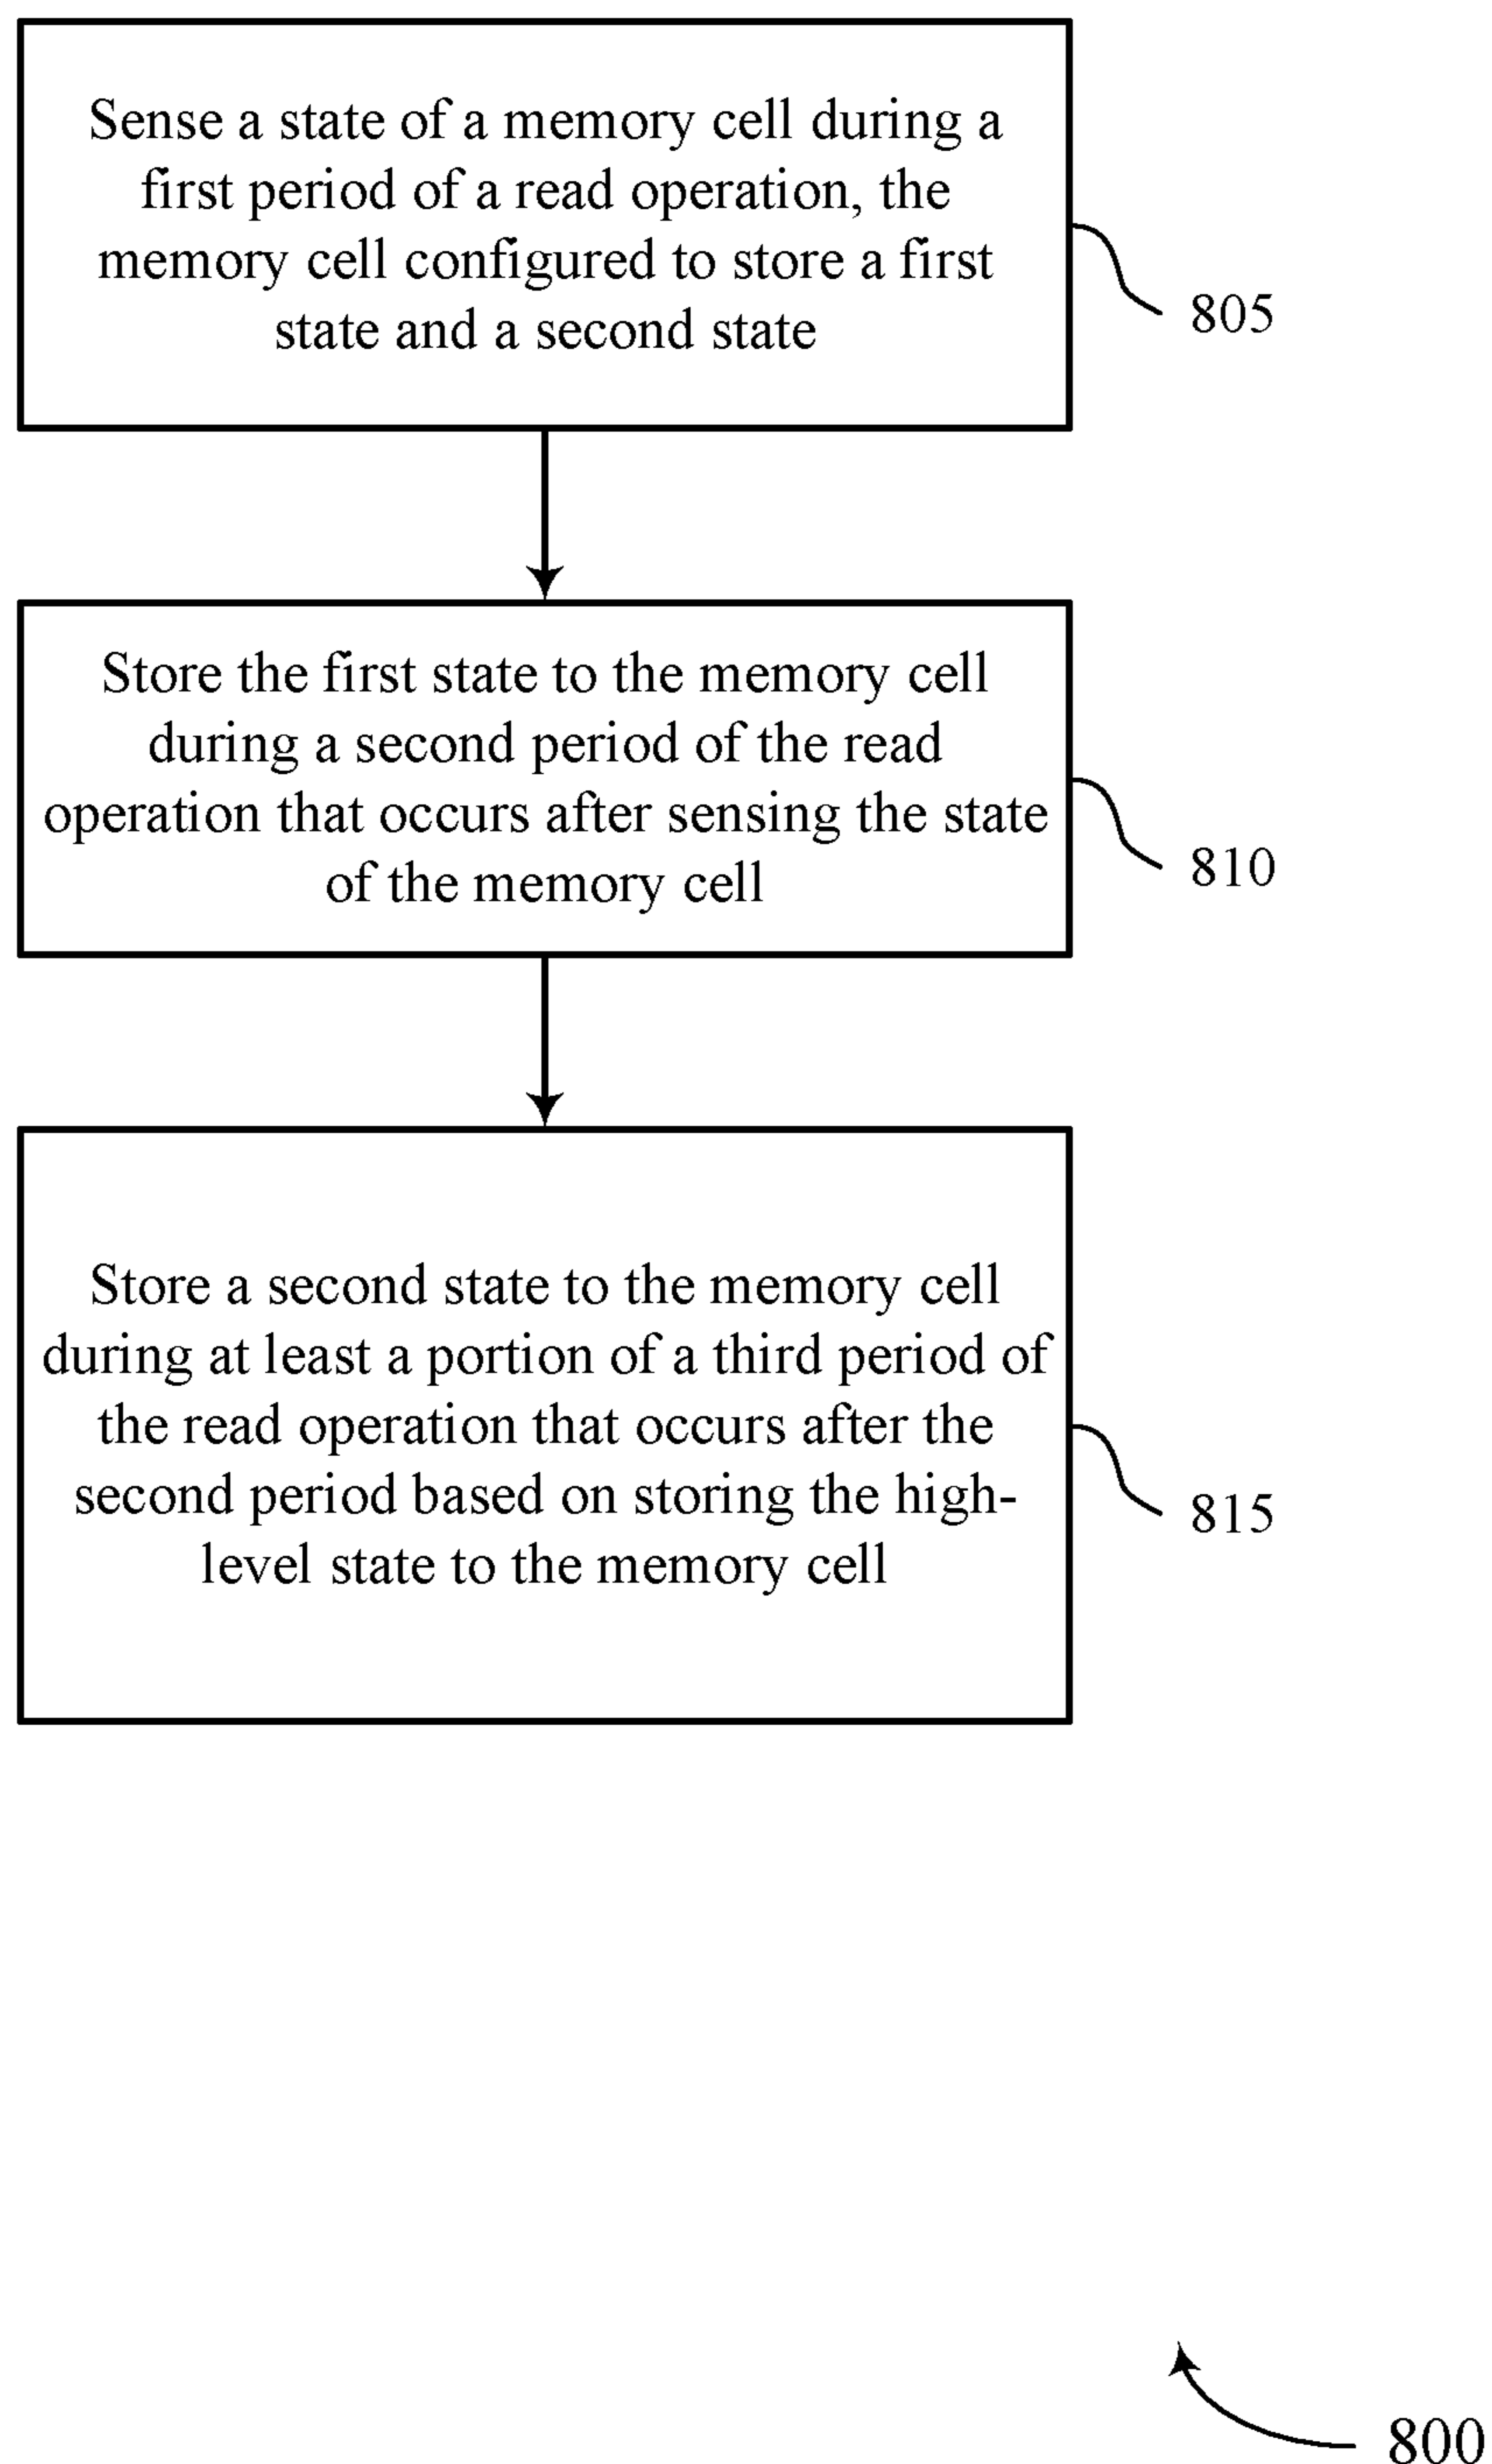 Sense a state of a memory cell during a
first period of a read operation, the
memory cell configured to store a first
state and a second state
805
Store the first state to the memory cell
during a second period of the read
operation that occurs after sensing the state
of the memory cell
810
Store a second state to the memory cell
during at least a portion of a third period of
the read operation that occurs after the
second period based on storing the high-
level state to the memory cell
815
800